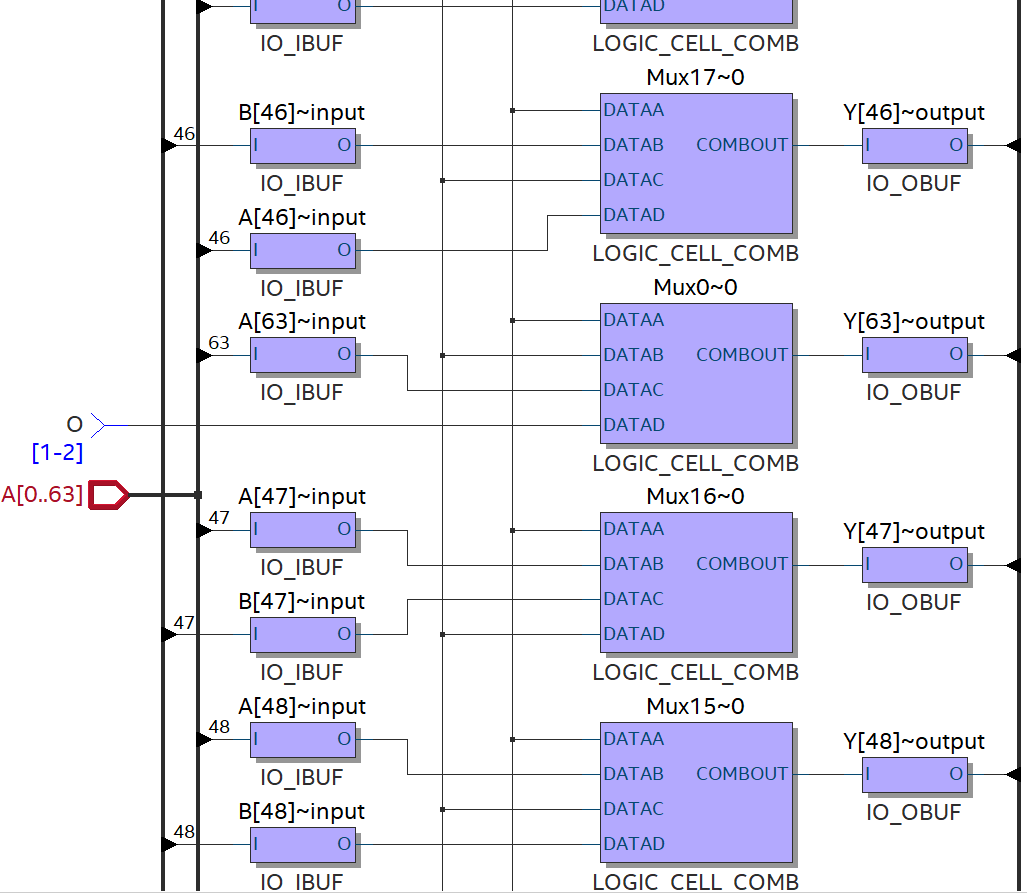 I O DATAD
IO_IBUF LOGIC_CELL_COMB
Mux17~0
B[46]~input DATAA Y[46]~output
46 I O DATAB COMBOUT I O
IO_IBUF DATAC IO_OBUF
A[46]~input DATAD
46 I O LOGIC_CELL_COMB
IO_IBUF Mux0~0
A[63]~input DATAA Y[63]~output
63 I O DATAB COMBOUT I O
IO_IBUF DATAC IO_OBUF
O DATAD
[1-2] LOGIC_CELL_COMB
A[0..63] A[47]~input Mux16~0
47 I O DATAA Y[47]~output
IO_IBUF DATAB COMBOUT I O
B[47]~input DATAC IO_OBUF
47 I O DATAD
IO_IBUF LOGIC_CELL_COMB
A[48]~input Mux15~0
48 I O DATAA Y[48]~output
IO_IBUF DATAB COMBOUT I O
B[48]~input DATAC IO_OBUF
48 I O DATAD
IO_IBUF LOGIC_CELL_COMB